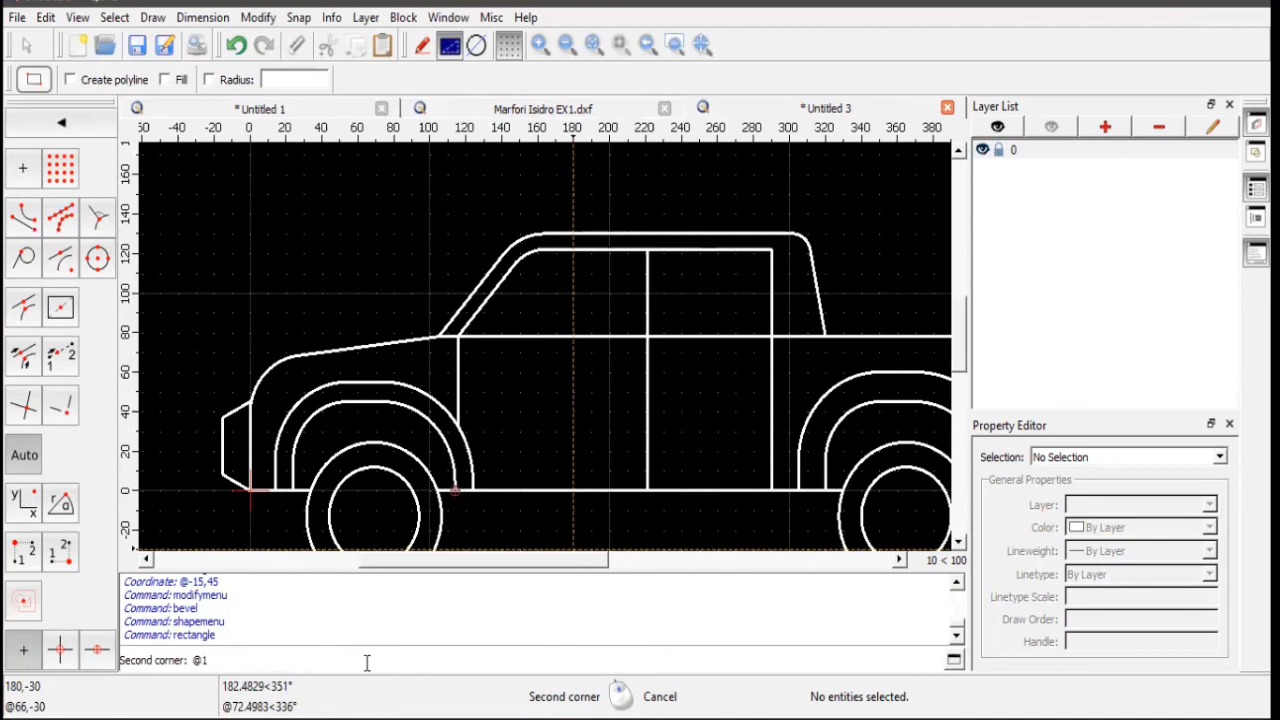 File Edit View Select Draw Dimension Modify Snap Info Layer Block Window Misc Help
Create polyline Fill Radius:
*Untitled 1 Marfori Isidro EX1.dxf *Untitled 3
Layer List
50 -40 -20 0 20 40 60 80 100 120 140 160 180 200 220 240 260 280 300 320 340 360 380
160
140
120
100
80
60
40
20
0
-20
0
Property Editor
Selection: No Selection
General Properties
Layer:
Color: By Layer
Lineweight: By Layer
Linetype: By Layer
Linetype Scale:
Draw Order:
Handle:
Auto
10 < 100
Coordinate: @-15,45
Command: modifymenu
Command: bevel
Command: shapemenu
Command: rectangle
Second corner: @1
180,-30
@66,-30
182.4829<351°
@72.4983<336°
Second corner Cancel
No entities selected.